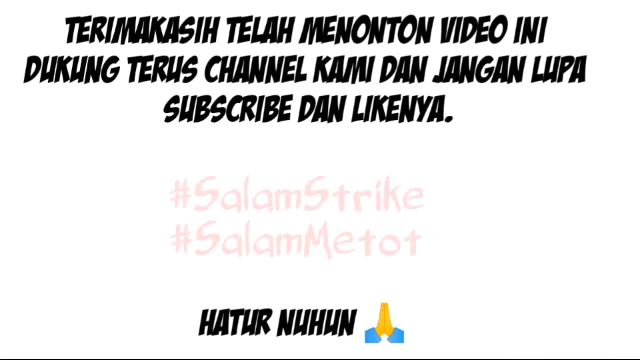 TERIMAKASIH TELAH MENONTON VIDEO INI
DUKUNG TERUS CHANNEL KAMI DAN JANGAN LUPA
SUBSCRIBE DAN LIKENYA.
#SalamStrike
#SalamMetot
HATUR NUHUN 🙏